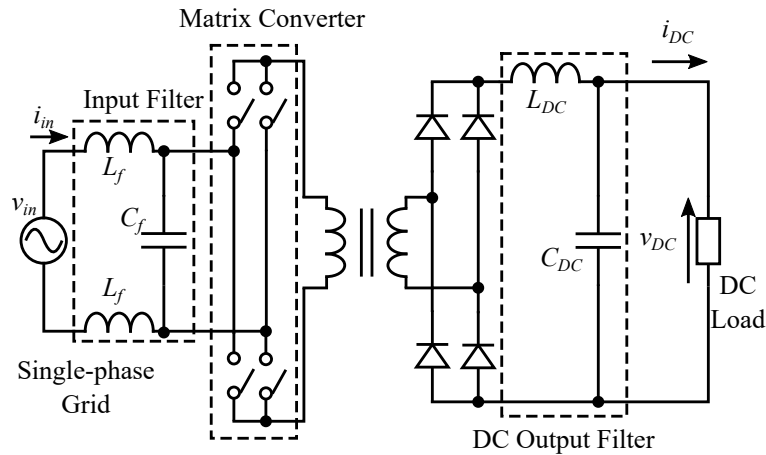 Matrix Converter
i_DC
Input Filter
L_DC
i_in
L_f
v_in
C_f
v_DC
C_DC
DC
Load
L_f
Single-phase
Grid
DC Output Filter